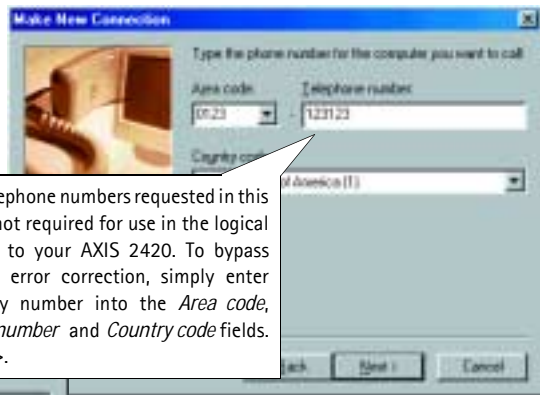 Make New Connection
Type the phone number for the computer you want to call:
Area code:
Telephone number:
0123
-
123123
Country code:
of America (1)
ephone numbers requested in this
not required for use in the logical
to your AXIS 2420. To bypass
error correction, simply enter
y number into the Area code,
number and Country code fields.
>.
Back
Next >
Cancel